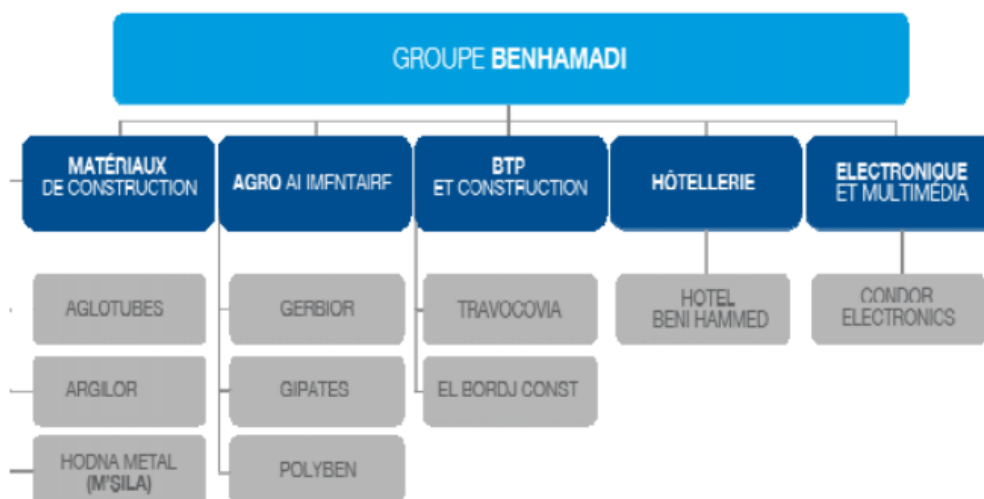 GROUPE BENHAMADI
MATÉRIAUX
DE CONSTRUCTION
AGRO ALIMENTAIRE
BTP
ET CONSTRUCTION
HÔTELLERIE
ELECTRONIQUE
ET MULTIMÉDIA
AGLOTUBES
GERBIOR
TRAVOCOVIA
HOTEL
BENI HAMMED
CONDOR
ELECTRONICS
ARGILOR
GIPATES
EL BORDJ CONST
HODNA METAL
(M'SILA)
POLYBEN